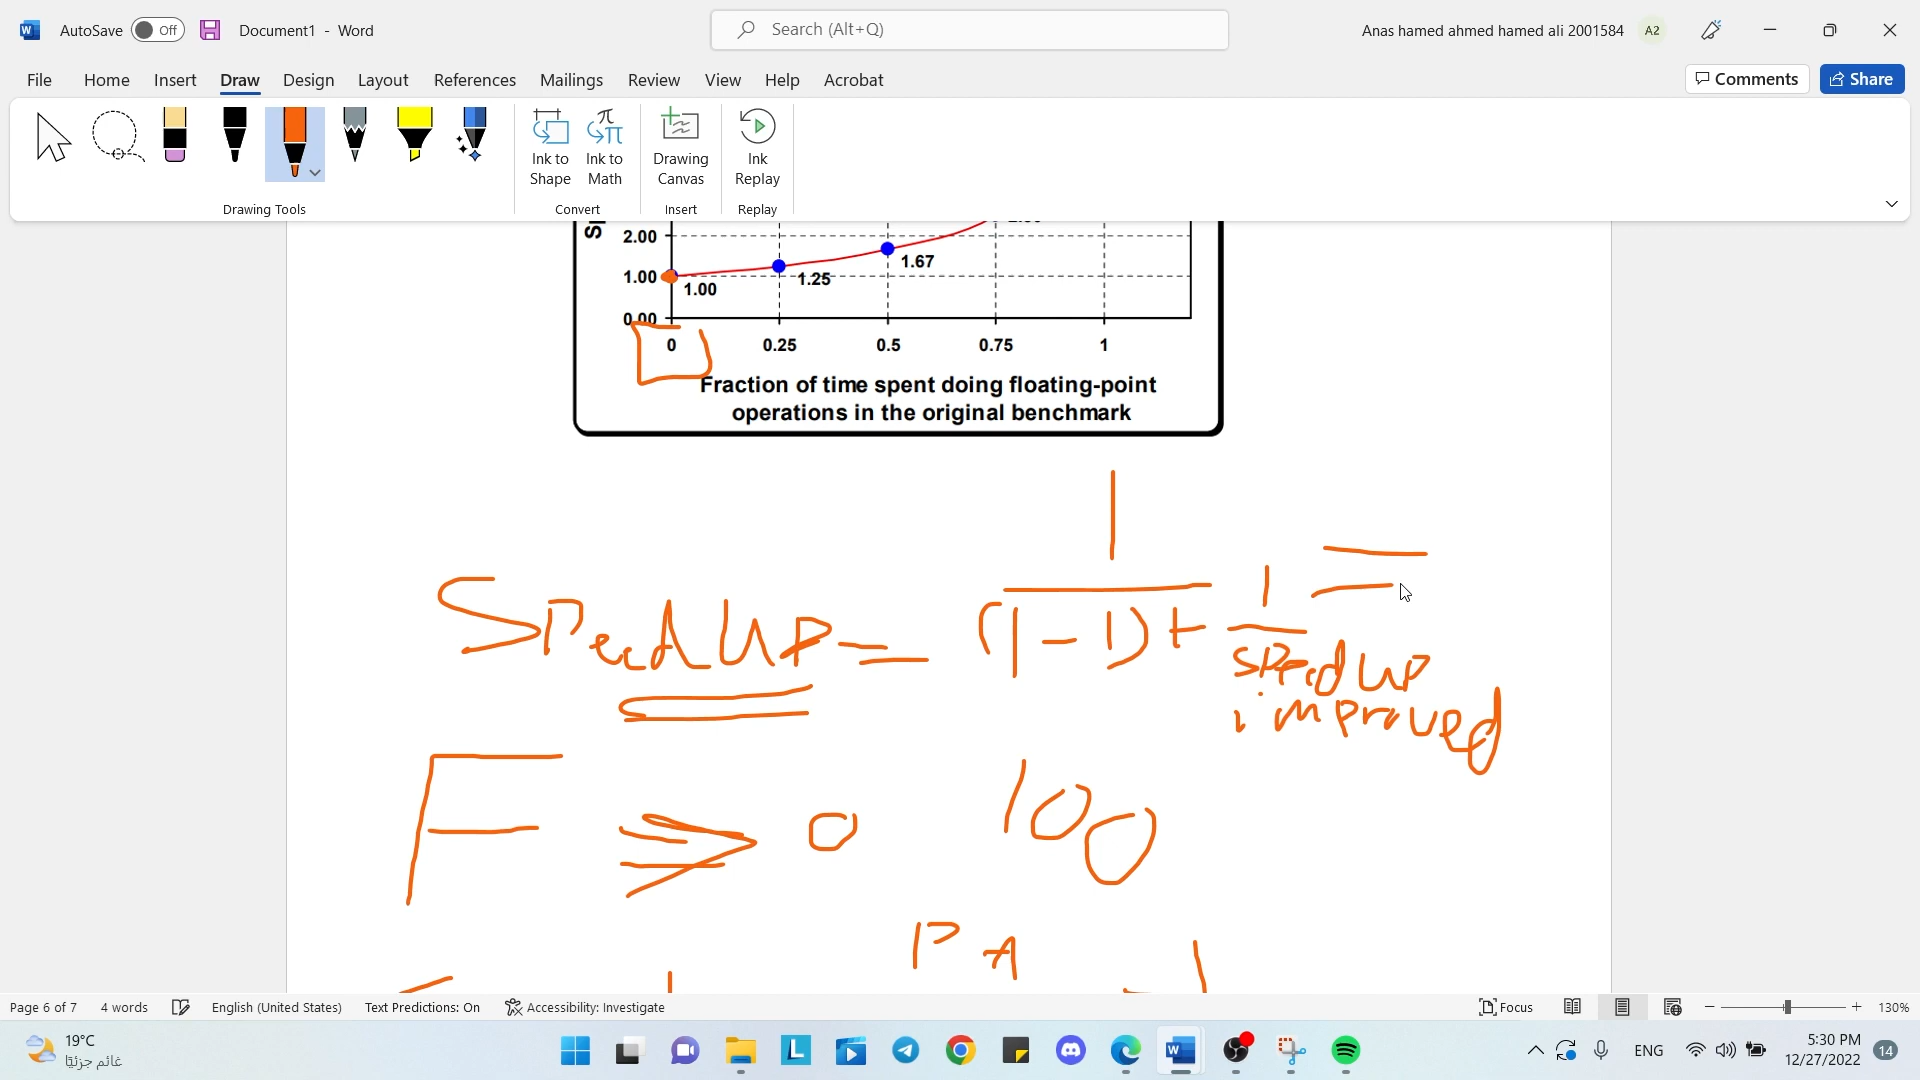 AutoSave Off Document1 - Word Search (Alt+Q) Anas hamed ahmed hamed ali 2001584 A2
File Home Insert Draw Design Layout References Mailings Review View Help Acrobat Comments Share
Ink to Shape
Ink to Math
Drawing Canvas
Ink Replay
Drawing Tools Convert Insert Replay
2.00
1.67
1.00 1.25
1.00
0.00
0 0.25 0.5 0.75 1
Fraction of time spent doing floating-point
operations in the original benchmark
1
1
Speed Up = (1 - 1) + speed up
improved =
F => 0 100
P A
Page 6 of 7 4 words English (United States) Text Predictions: On Accessibility: Investigate Focus 130%
19°C
غائم جزئيًا
L W ENG
5:30 PM
12/27/2022 14